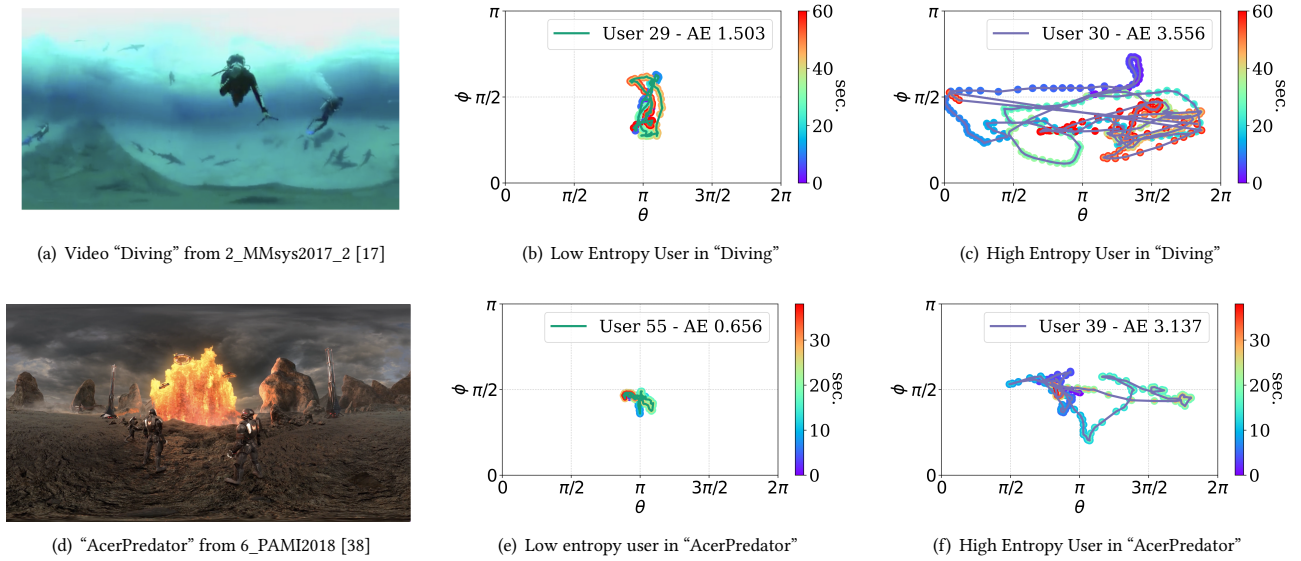 π
ϕ π/2
0
0 π/2 π 3π/2 2π
θ
User 29 - AE 1.503
60
40
20
0
sec.
π
ϕ π/2
0
0 π/2 π 3π/2 2π
θ
User 30 - AE 3.556
60
40
20
0
sec.
(a) Video “Diving” from 2_MMsys2017_2 [17]
(b) Low Entropy User in “Diving”
(c) High Entropy User in “Diving”
π
ϕ π/2
0
0 π/2 π 3π/2 2π
θ
User 55 - AE 0.656
30
20
10
0
sec.
π
ϕ π/2
0
0 π/2 π 3π/2 2π
θ
User 39 - AE 3.137
30
20
10
0
sec.
(d) “AcerPredator” from 6_PAMI2018 [38]
(e) Low entropy user in “AcerPredator”
(f) High Entropy User in “AcerPredator”